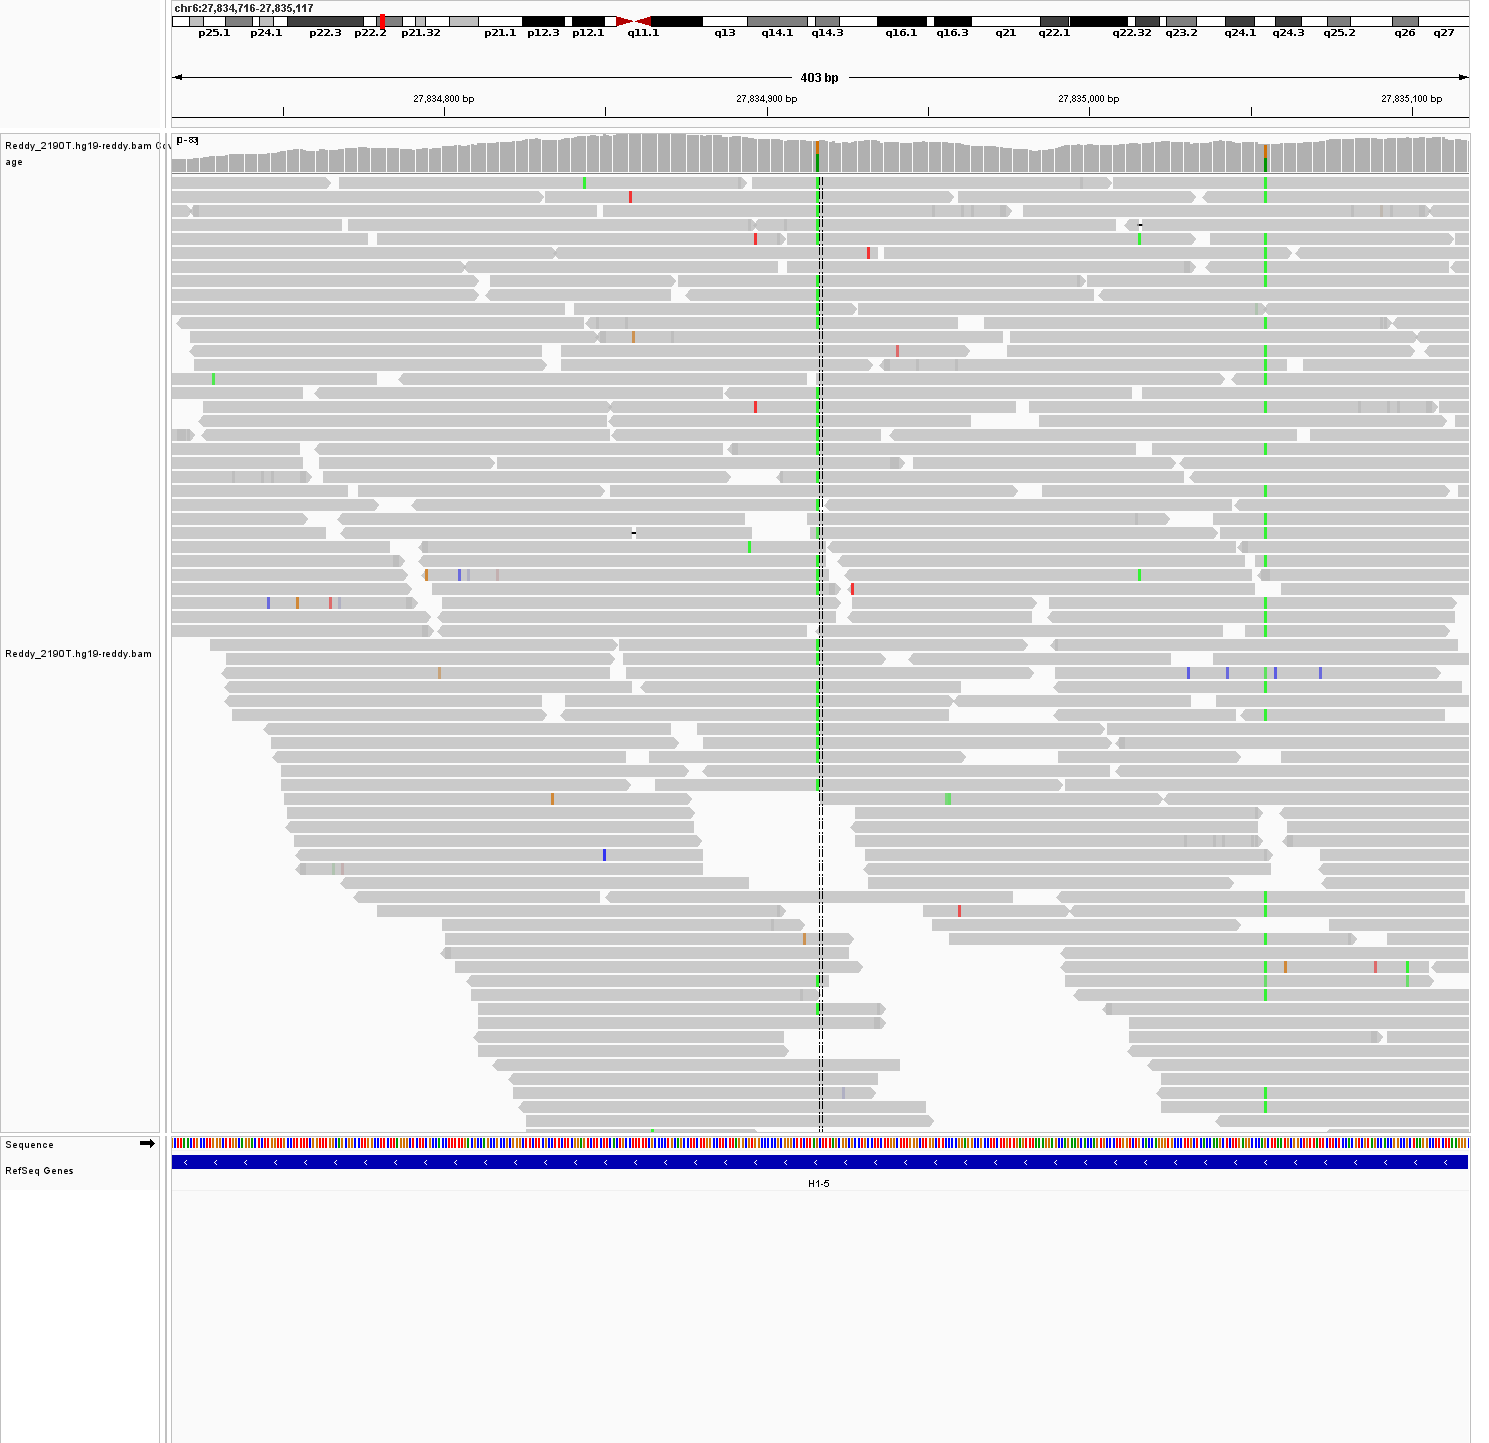 chr6:27,834,716-27,835,117
p25.1 p24.1 p22.3 p22.2 p21.32 p21.1 p12.3 p12.1 q11.1 q13 q14.1 q14.3 q16.1 q16.3 q21 q22.1 q22.32 q23.2 q24.1 q24.3 q25.2 q26 q27
403 bp
27,834,800 bp 27,834,900 bp 27,835,000 bp 27,835,100 bp
[0-83]
Reddy_2190T.hg19-reddy.bam Cov
age
Reddy_2190T.hg19-reddy.bam
Sequence
RefSeq Genes
H1-5